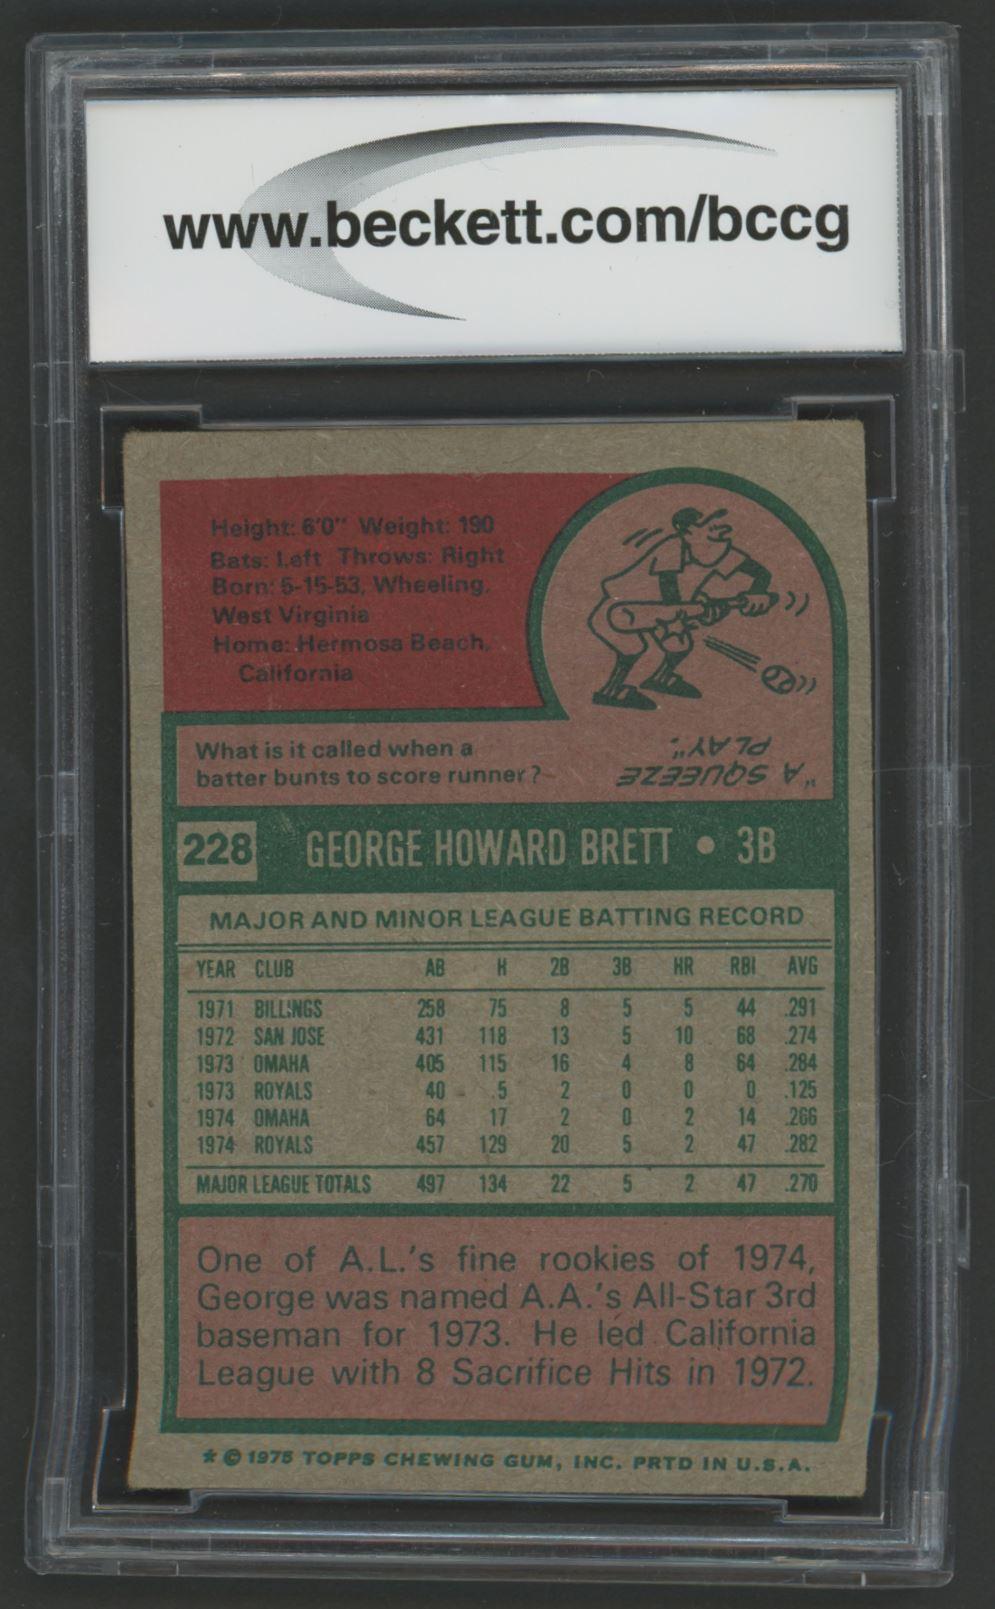 www.beckett.com/bccg
Height: 6'0" Weight: 190
Bats: Left Throws: Right
Born: 5-15-53, Wheeling,
West Virginia
Home: Hermosa Beach,
California
What is it called when a
batter bunts to score runner?
"A SQUEEZE
PLAY".
228 GEORGE HOWARD BRETT • 3B
MAJOR AND MINOR LEAGUE BATTING RECORD
YEAR CLUB AB H 2B 3B HR RBI AVG
1971 BILLINGS 258 75 8 5 5 44 .291
1972 SAN JOSE 431 118 13 5 10 68 .274
1973 OMAHA 405 115 16 4 8 64 .284
1973 ROYALS 40 5 2 0 0 0 .125
1974 OMAHA 64 17 2 0 2 14 .266
1974 ROYALS 457 129 20 5 2 47 .282
MAJOR LEAGUE TOTALS 497 134 22 5 2 47 .270
One of A.L.'s fine rookies of 1974,
George was named A.A.'s All-Star 3rd
baseman for 1973. He led California
League with 8 Sacrifice Hits in 1972.
* © 1975 TOPPS CHEWING GUM, INC. PRTD IN U.S.A.